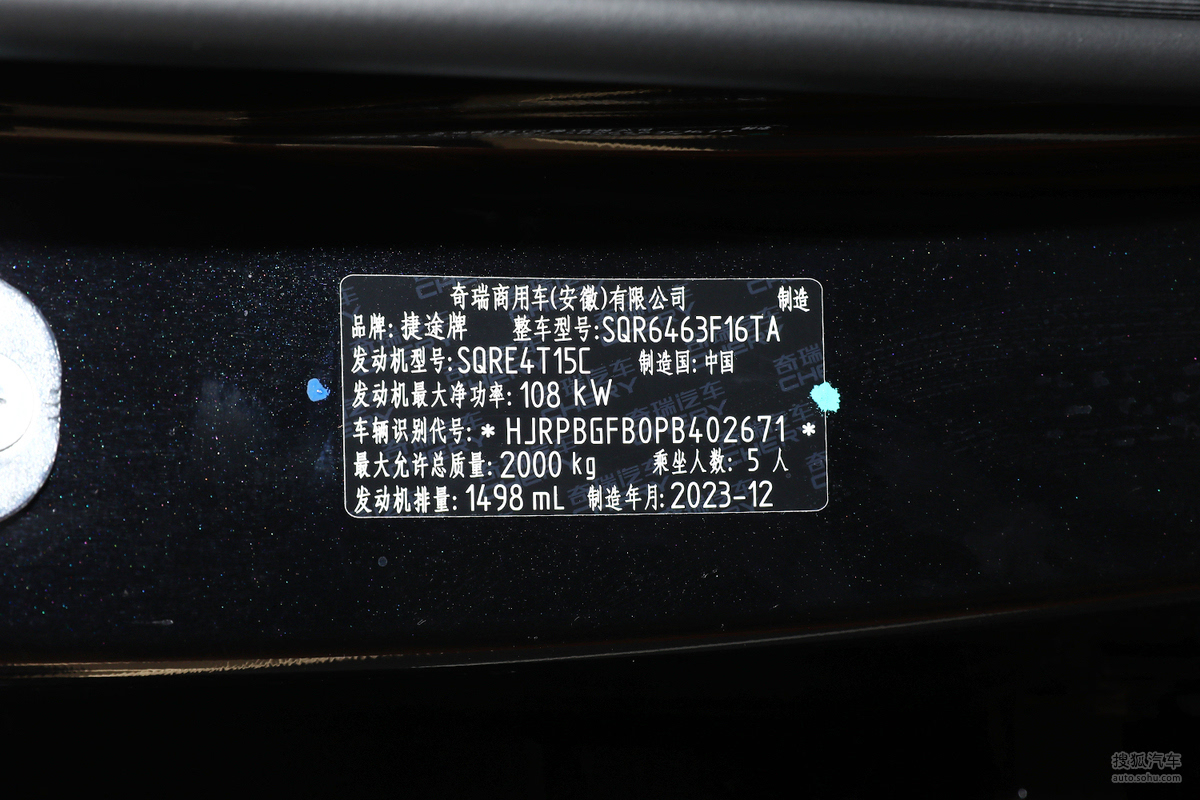 奇瑞商用车(安徽)有限公司 制造
品牌: 捷途牌 整车型号:SQR6463F16TA
发动机型号:SQRE4T15C 制造国: 中国
发动机最大净功率: 108 kW
车辆识别代号: * HJRPBGFB0PB402671 *
最大允许总质量: 2000 kg 乘坐人数: 5 人
发动机排量: 1498 mL 制造年月: 2023-12
搜狐汽车
auto.sohu.com